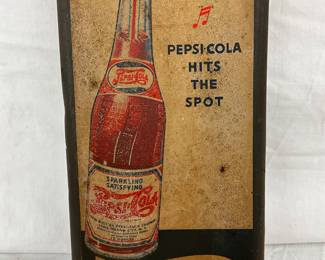 PEPSI-COLA
HITS
THE
SPOT
PEPSI-COLA
SPARKLING
SATISFYING
PEPSI-COLA